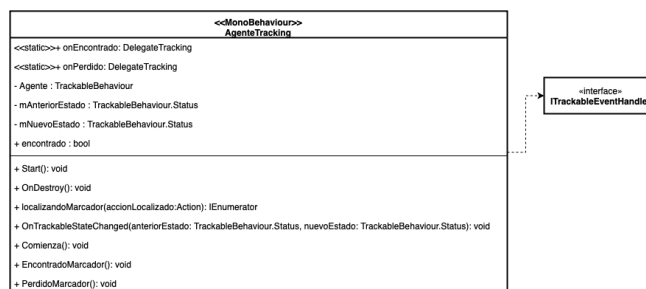 <<MonoBehaviour>>
AgenteTracking
<<static>>+ onEncontrado: DelegateTracking
<<static>>+ onPerdido: DelegateTracking
- Agente : TrackableBehaviour
- mAnteriorEstado : TrackableBehaviour.Status
- mNuevoEstado : TrackableBehaviour.Status
+ encontrado : bool
+ Start(): void
+ OnDestroy(): void
+ localizandoMarcador(accionLocalizado:Action): IEnumerator
+ OnTrackableStateChanged(anteriorEstado: TrackableBehaviour.Status, nuevoEstado: TrackableBehaviour.Status): void
+ Comienza(): void
+ EncontradoMarcador(): void
+ PerdidoMarcador(): void
«interface»
ITrackableEventHandle